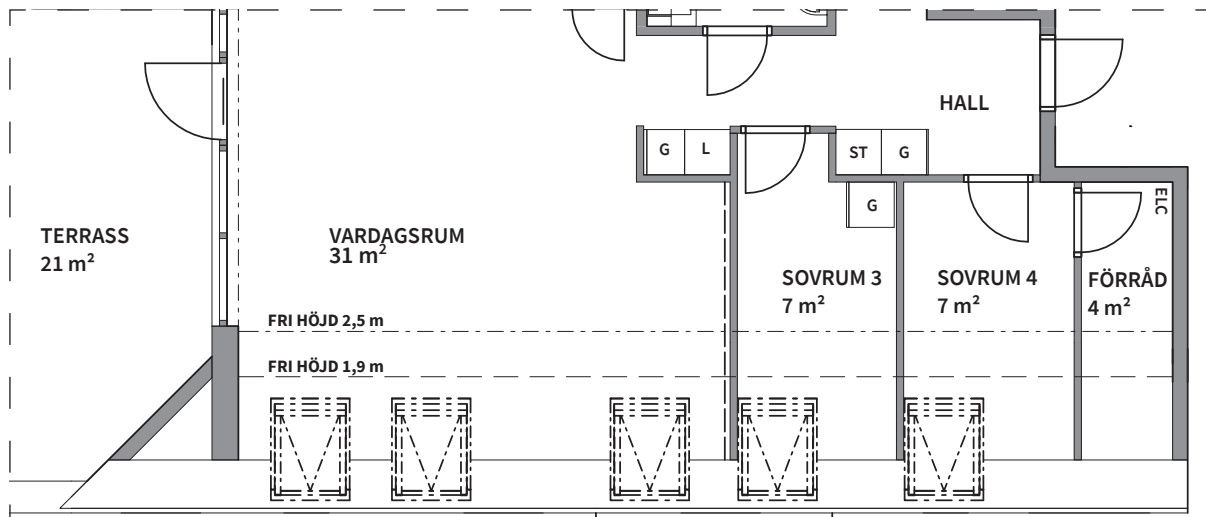 HALL
G L
ST G
G
ELC
TERRASS
21 m²
VARDAGSRUM
31 m²
SOVRUM 3
7 m²
SOVRUM 4
7 m²
FÖRRÅD
4 m²
FRI HÖJD 2,5 m
FRI HÖJD 1,9 m